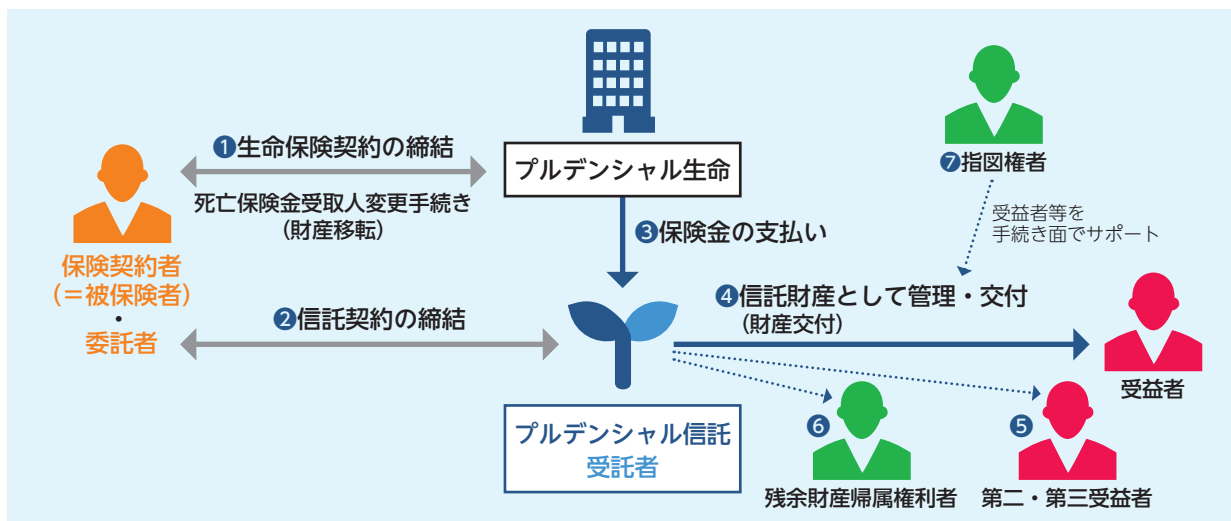 ❶生命保険契約の締結
死亡保険金受取人変更手続き
（財産移転）
プルデンシャル生命
❼指図権者
受益者等を
手続き面でサポート
❸保険金の支払い
保険契約者
（＝被保険者）
・
委託者
❷信託契約の締結
❹信託財産として管理・交付
（財産交付）
受益者
プルデンシャル信託
受託者
❻
残余財産帰属権利者
❺
第二・第三受益者